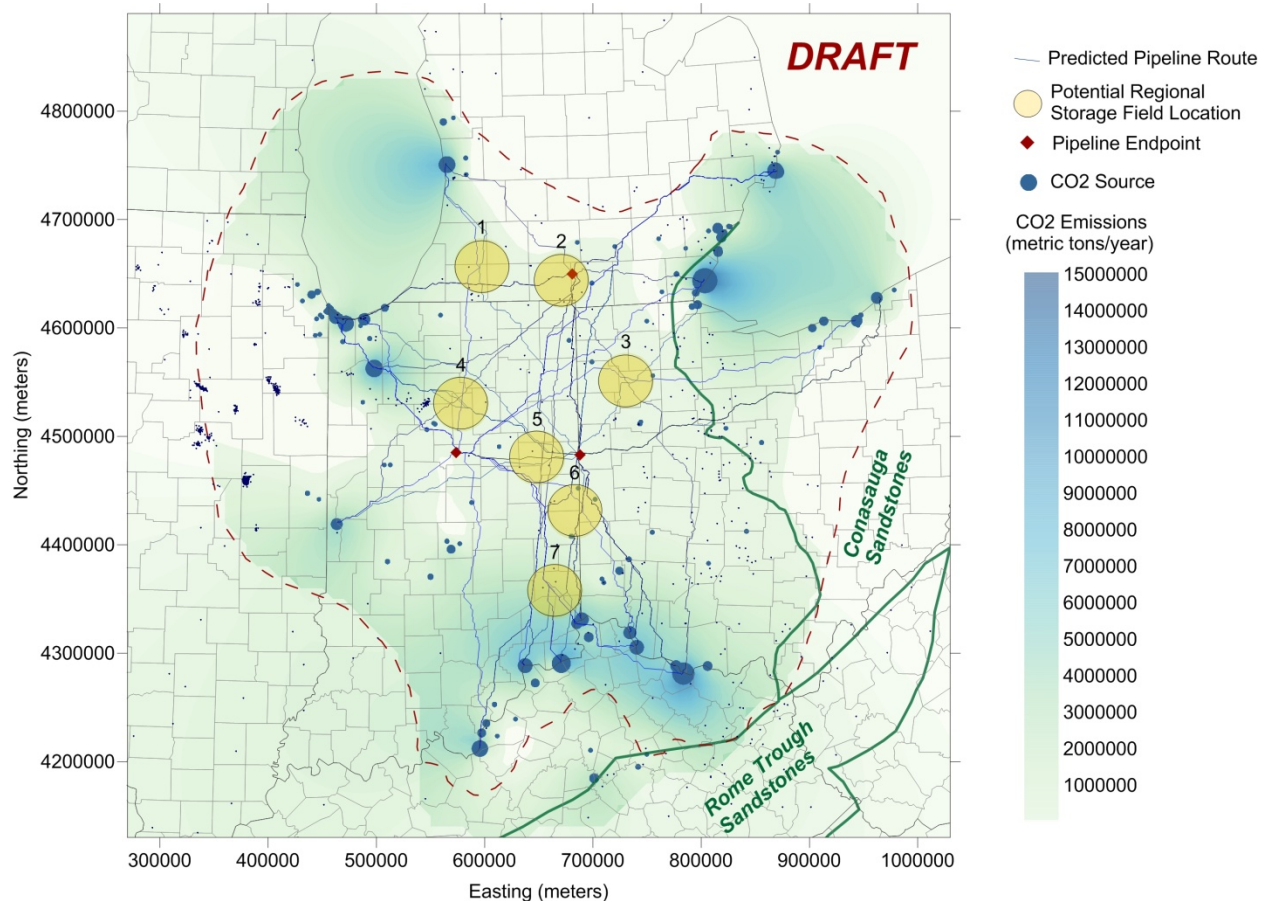 DRAFT
Predicted Pipeline Route
Potential Regional
Storage Field Location
Pipeline Endpoint
CO2 Source
CO2 Emissions
(metric tons/year)
15000000
14000000
13000000
12000000
11000000
10000000
9000000
8000000
7000000
6000000
5000000
4000000
3000000
2000000
1000000
4800000
4700000
4600000
4500000
4400000
4300000
4200000
Northing (meters)
1
2
3
4
5
6
7
Conasauga
Sandstones
Rome Trough
Sandstones
300000
400000
500000
600000
700000
800000
900000
1000000
Easting (meters)